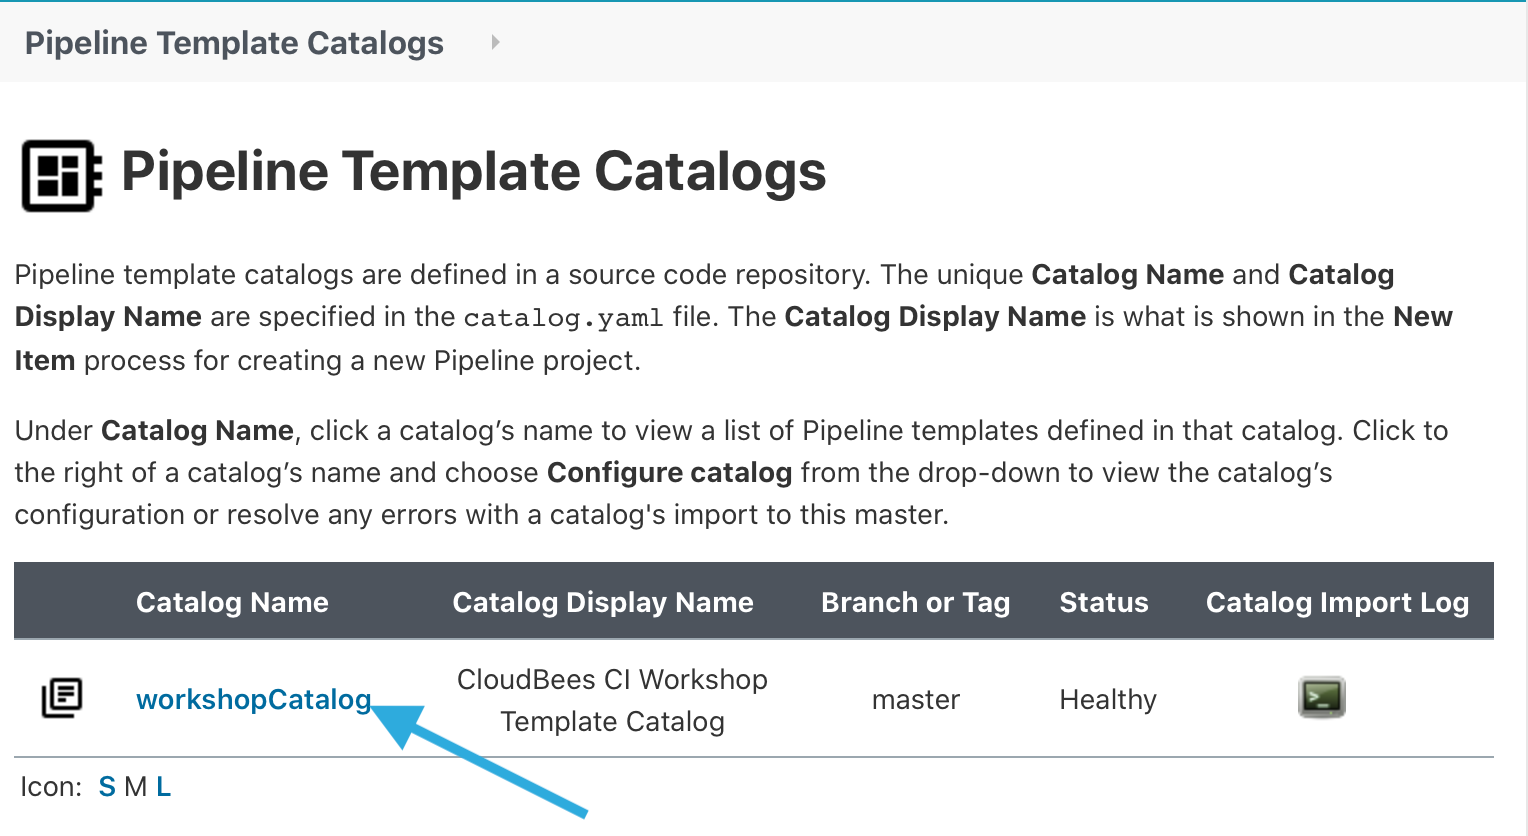 Pipeline Template Catalogs
Pipeline Template Catalogs
Pipeline template catalogs are defined in a source code repository. The unique Catalog Name and Catalog
Display Name are specified in the catalog.yaml file. The Catalog Display Name is what is shown in the New
Item process for creating a new Pipeline project.
Under Catalog Name, click a catalog’s name to view a list of Pipeline templates defined in that catalog. Click to
the right of a catalog’s name and choose Configure catalog from the drop-down to view the catalog’s
configuration or resolve any errors with a catalog's import to this master.
Catalog Name Catalog Display Name Branch or Tag Status Catalog Import Log
workshopCatalog CloudBees CI Workshop master Healthy
Template Catalog
Icon: S M L